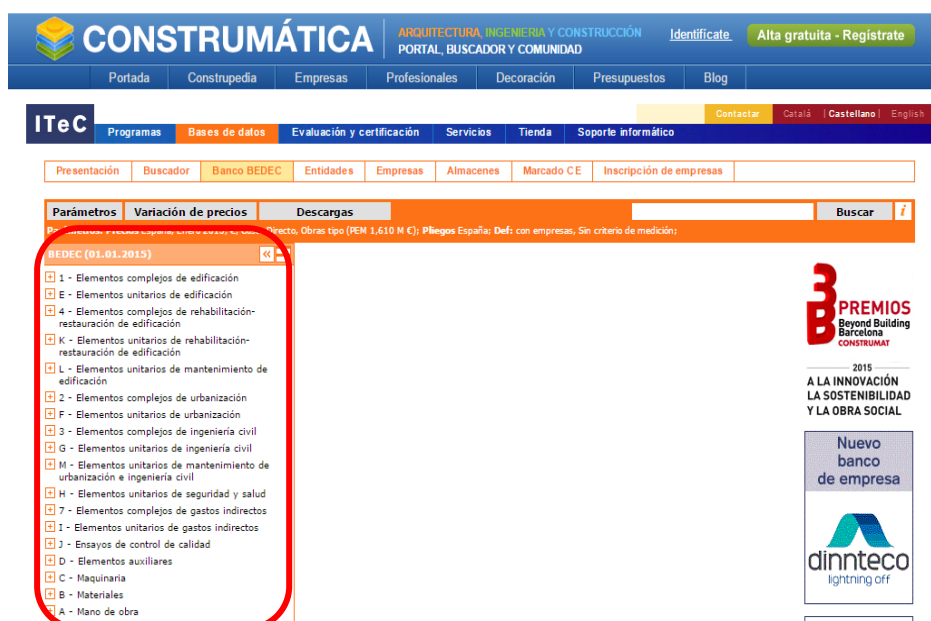 CONSTRUMÁTICA
ARQUITECTURA, INGENIERIA Y CONSTRUCCIÓN
PORTAL, BUSCADOR Y COMUNIDAD
Identifícate
Alta gratuita - Regístrate
Portada Construpedia Empresas Profesionales Decoración Presupuestos Blog
Contactar Català | Castellano | English
ITeC
Programas Bases de datos Evaluación y certificación Servicios Tienda Soporte informático
Presentación Buscador Banco BEDEC Entidades Empresas Almacenes Marcado CE Inscripción de empresas
Parámetros Variación de precios Descargas Buscar i
Parámetros: Precios España, Enero 2015, €, Coste Directo, Obras tipo (PEM 1,610 M €); Pliegos España; Def: con empresas, Sin criterio de medición;
BEDEC (01.01.2015) «
1 - Elementos complejos de edificación
E - Elementos unitarios de edificación
4 - Elementos complejos de rehabilitación-
restauración de edificación
K - Elementos unitarios de rehabilitación-
restauración de edificación
L - Elementos unitarios de mantenimiento de
edificación
2 - Elementos complejos de urbanización
F - Elementos unitarios de urbanización
3 - Elementos complejos de ingeniería civil
G - Elementos unitarios de ingeniería civil
M - Elementos unitarios de mantenimiento de
urbanización e ingeniería civil
H - Elementos unitarios de seguridad y salud
7 - Elementos complejos de gastos indirectos
I - Elementos unitarios de gastos indirectos
J - Ensayos de control de calidad
D - Elementos auxiliares
C - Maquinaria
B - Materiales
A - Mano de obra
3B PREMIOS
Beyond Building
Barcelona
CONSTRUMAT
2015
A LA INNOVACIÓN
LA SOSTENIBILIDAD
Y LA OBRA SOCIAL
Nuevo
banco
de empresa
dinnteco
lightning off